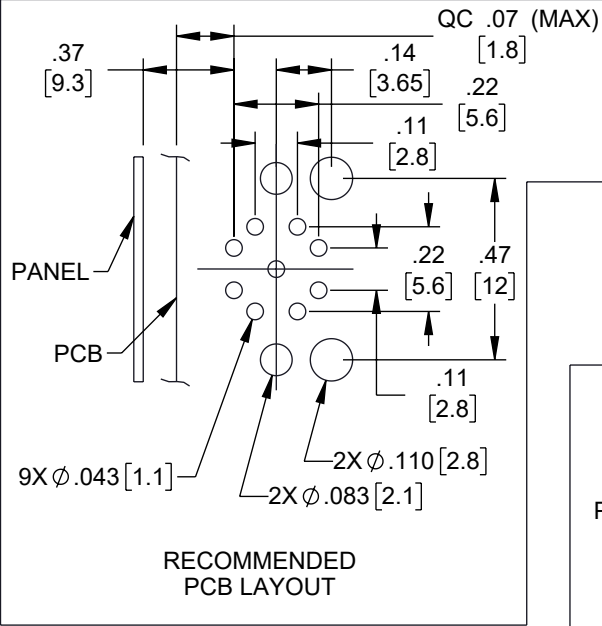 QC .07 (MAX)
[1.8]
.37
[9.3]
.14
[3.65]
.22
[5.6]
.11
[2.8]
PANEL
.22
[5.6]
.47
[12]
PCB
.11
[2.8]
9X ∅.043[1.1]
2X ∅.110[2.8]
2X ∅.083[2.1]
RECOMMENDED
PCB LAYOUT